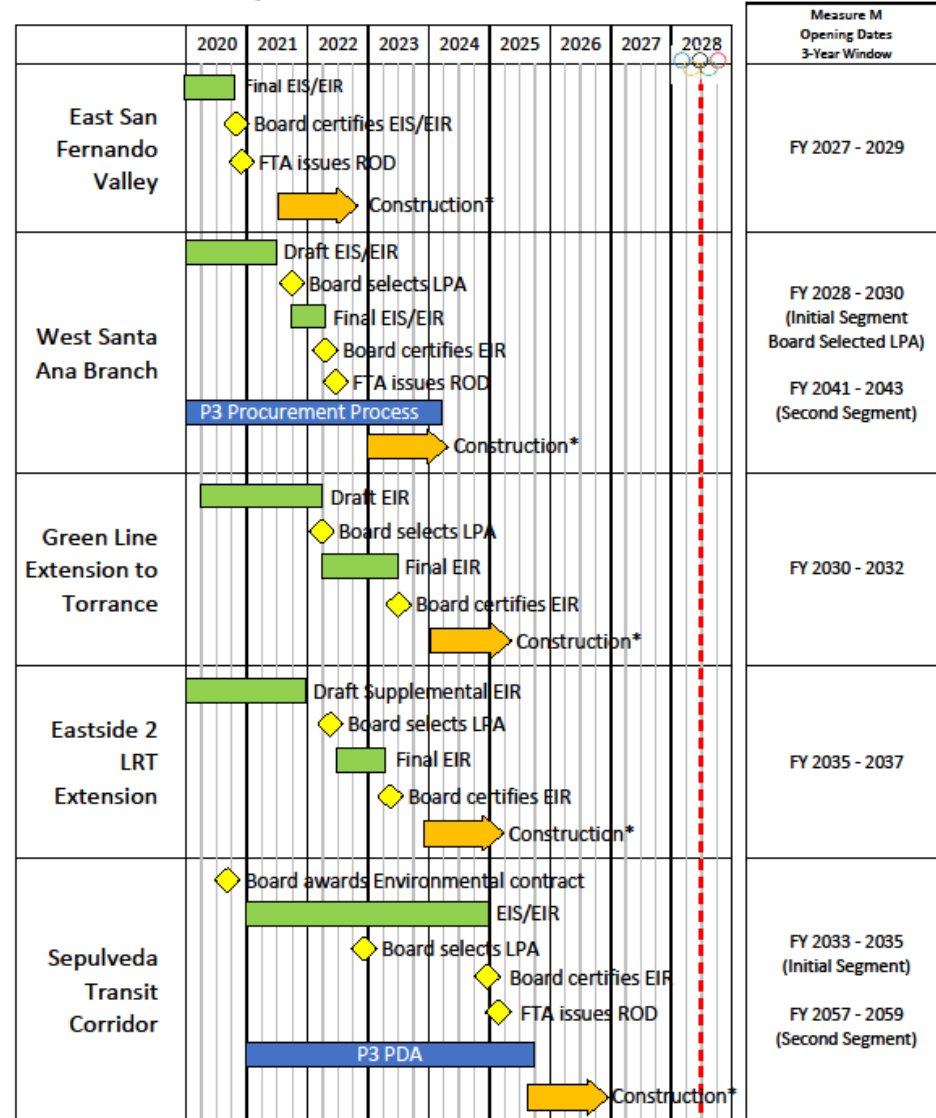 Measure M
Opening Dates
3-Year Window
2020 2021 2022 2023 2024 2025 2026 2027 2028
East San
Fernando
Valley
Final EIS/EIR
Board certifies EIS/EIR
FTA issues ROD
Construction*
FY 2027 - 2029
West Santa
Ana Branch
Draft EIS/EIR
Board selects LPA
Final EIS/EIR
Board certifies EIR
FTA issues ROD
P3 Procurement Process
Construction*
FY 2028 - 2030
(Initial Segment
Board Selected LPA)
FY 2041 - 2043
(Second Segment)
Green Line
Extension to
Torrance
Draft EIR
Board selects LPA
Final EIR
Board certifies EIR
Construction*
FY 2030 - 2032
Eastside 2
LRT
Extension
Draft Supplemental EIR
Board selects LPA
Final EIR
Board certifies EIR
Construction*
FY 2035 - 2037
Sepulveda
Transit
Corridor
Board awards Environmental contract
EIS/EIR
Board selects LPA
Board certifies EIR
FTA issues ROD
P3 PDA
Construction*
FY 2033 - 2035
(Initial Segment)
FY 2057 - 2059
(Second Segment)